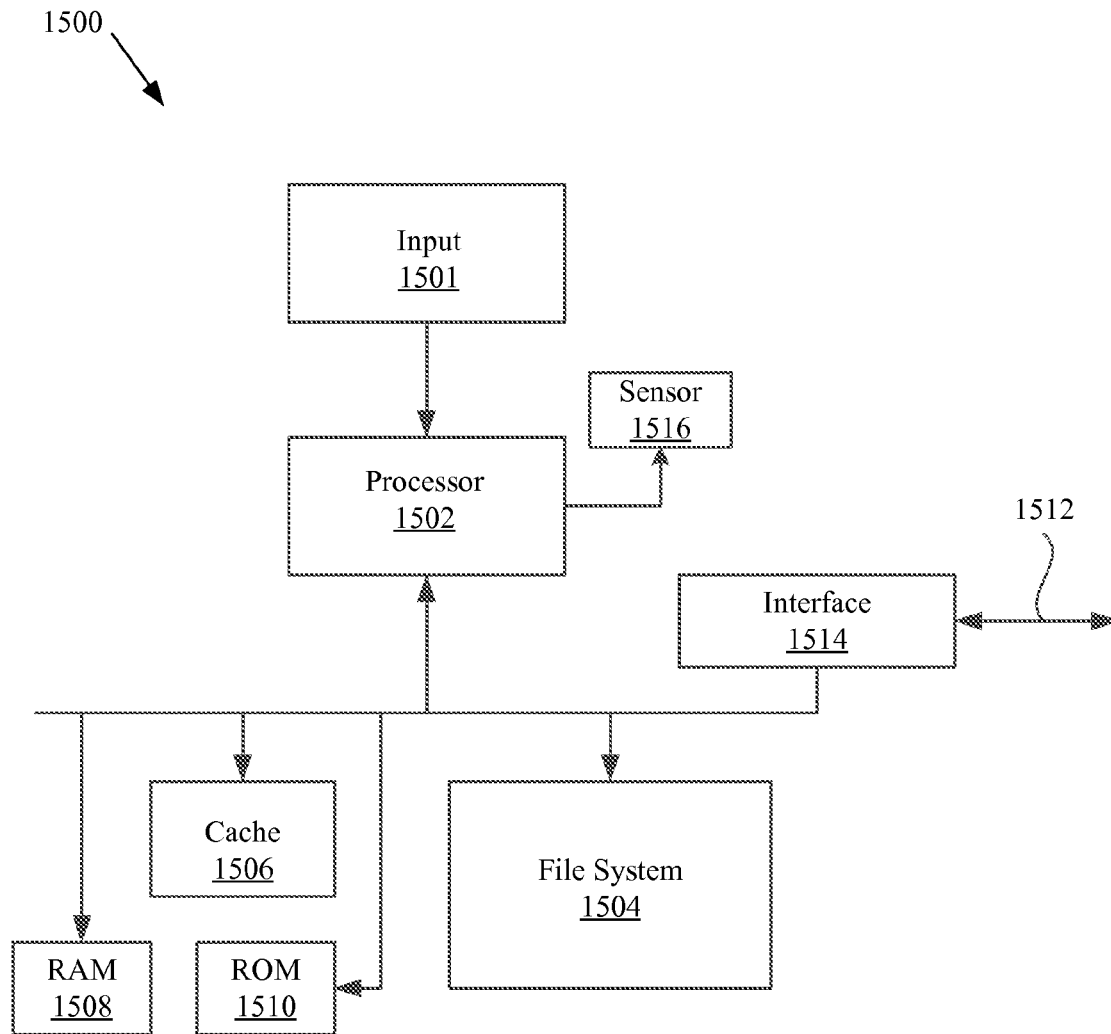 1500
Input
1501
Sensor
1516
Processor
1502
1512
Interface
1514
Cache
1506
File System
1504
RAM
1508
ROM
1510